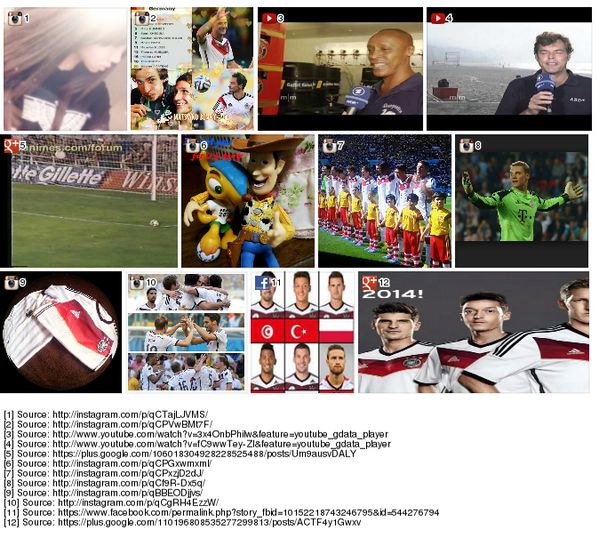 1
2
Germany
3
4
5
animes.com/forum
Gillette
Wins
6
7
8
9
10
11
12
2014!
[1] Source: http://instagram.com/p/qCTajLJVMS/
[2] Source: http://instagram.com/p/qCPVwBMt7F/
[3] Source: http://www.youtube.com/watch?v=3x4OnbPhilw&feature=youtube_gdata_player
[4] Source: http://www.youtube.com/watch?v=fC9wwTey-ZI&feature=youtube_gdata_player
[5] Source: https://plus.google.com/106018304928228525488/posts/Um9ausvDALY
[6] Source: http://instagram.com/p/qCPGxwmxml/
[7] Source: http://instagram.com/p/qCPxzjD2dJ/
[8] Source: http://instagram.com/p/qCf9R-Dx5q/
[9] Source: http://instagram.com/p/qBBEODjjvs/
[10] Source: http://instagram.com/p/qCgRH4EzzW/
[11] Source: https://www.facebook.com/permalink.php?story_fbid=10152218743246795&id=544276794
[12] Source: https://plus.google.com/110196808535277299813/posts/ACTF4y1Gwxv